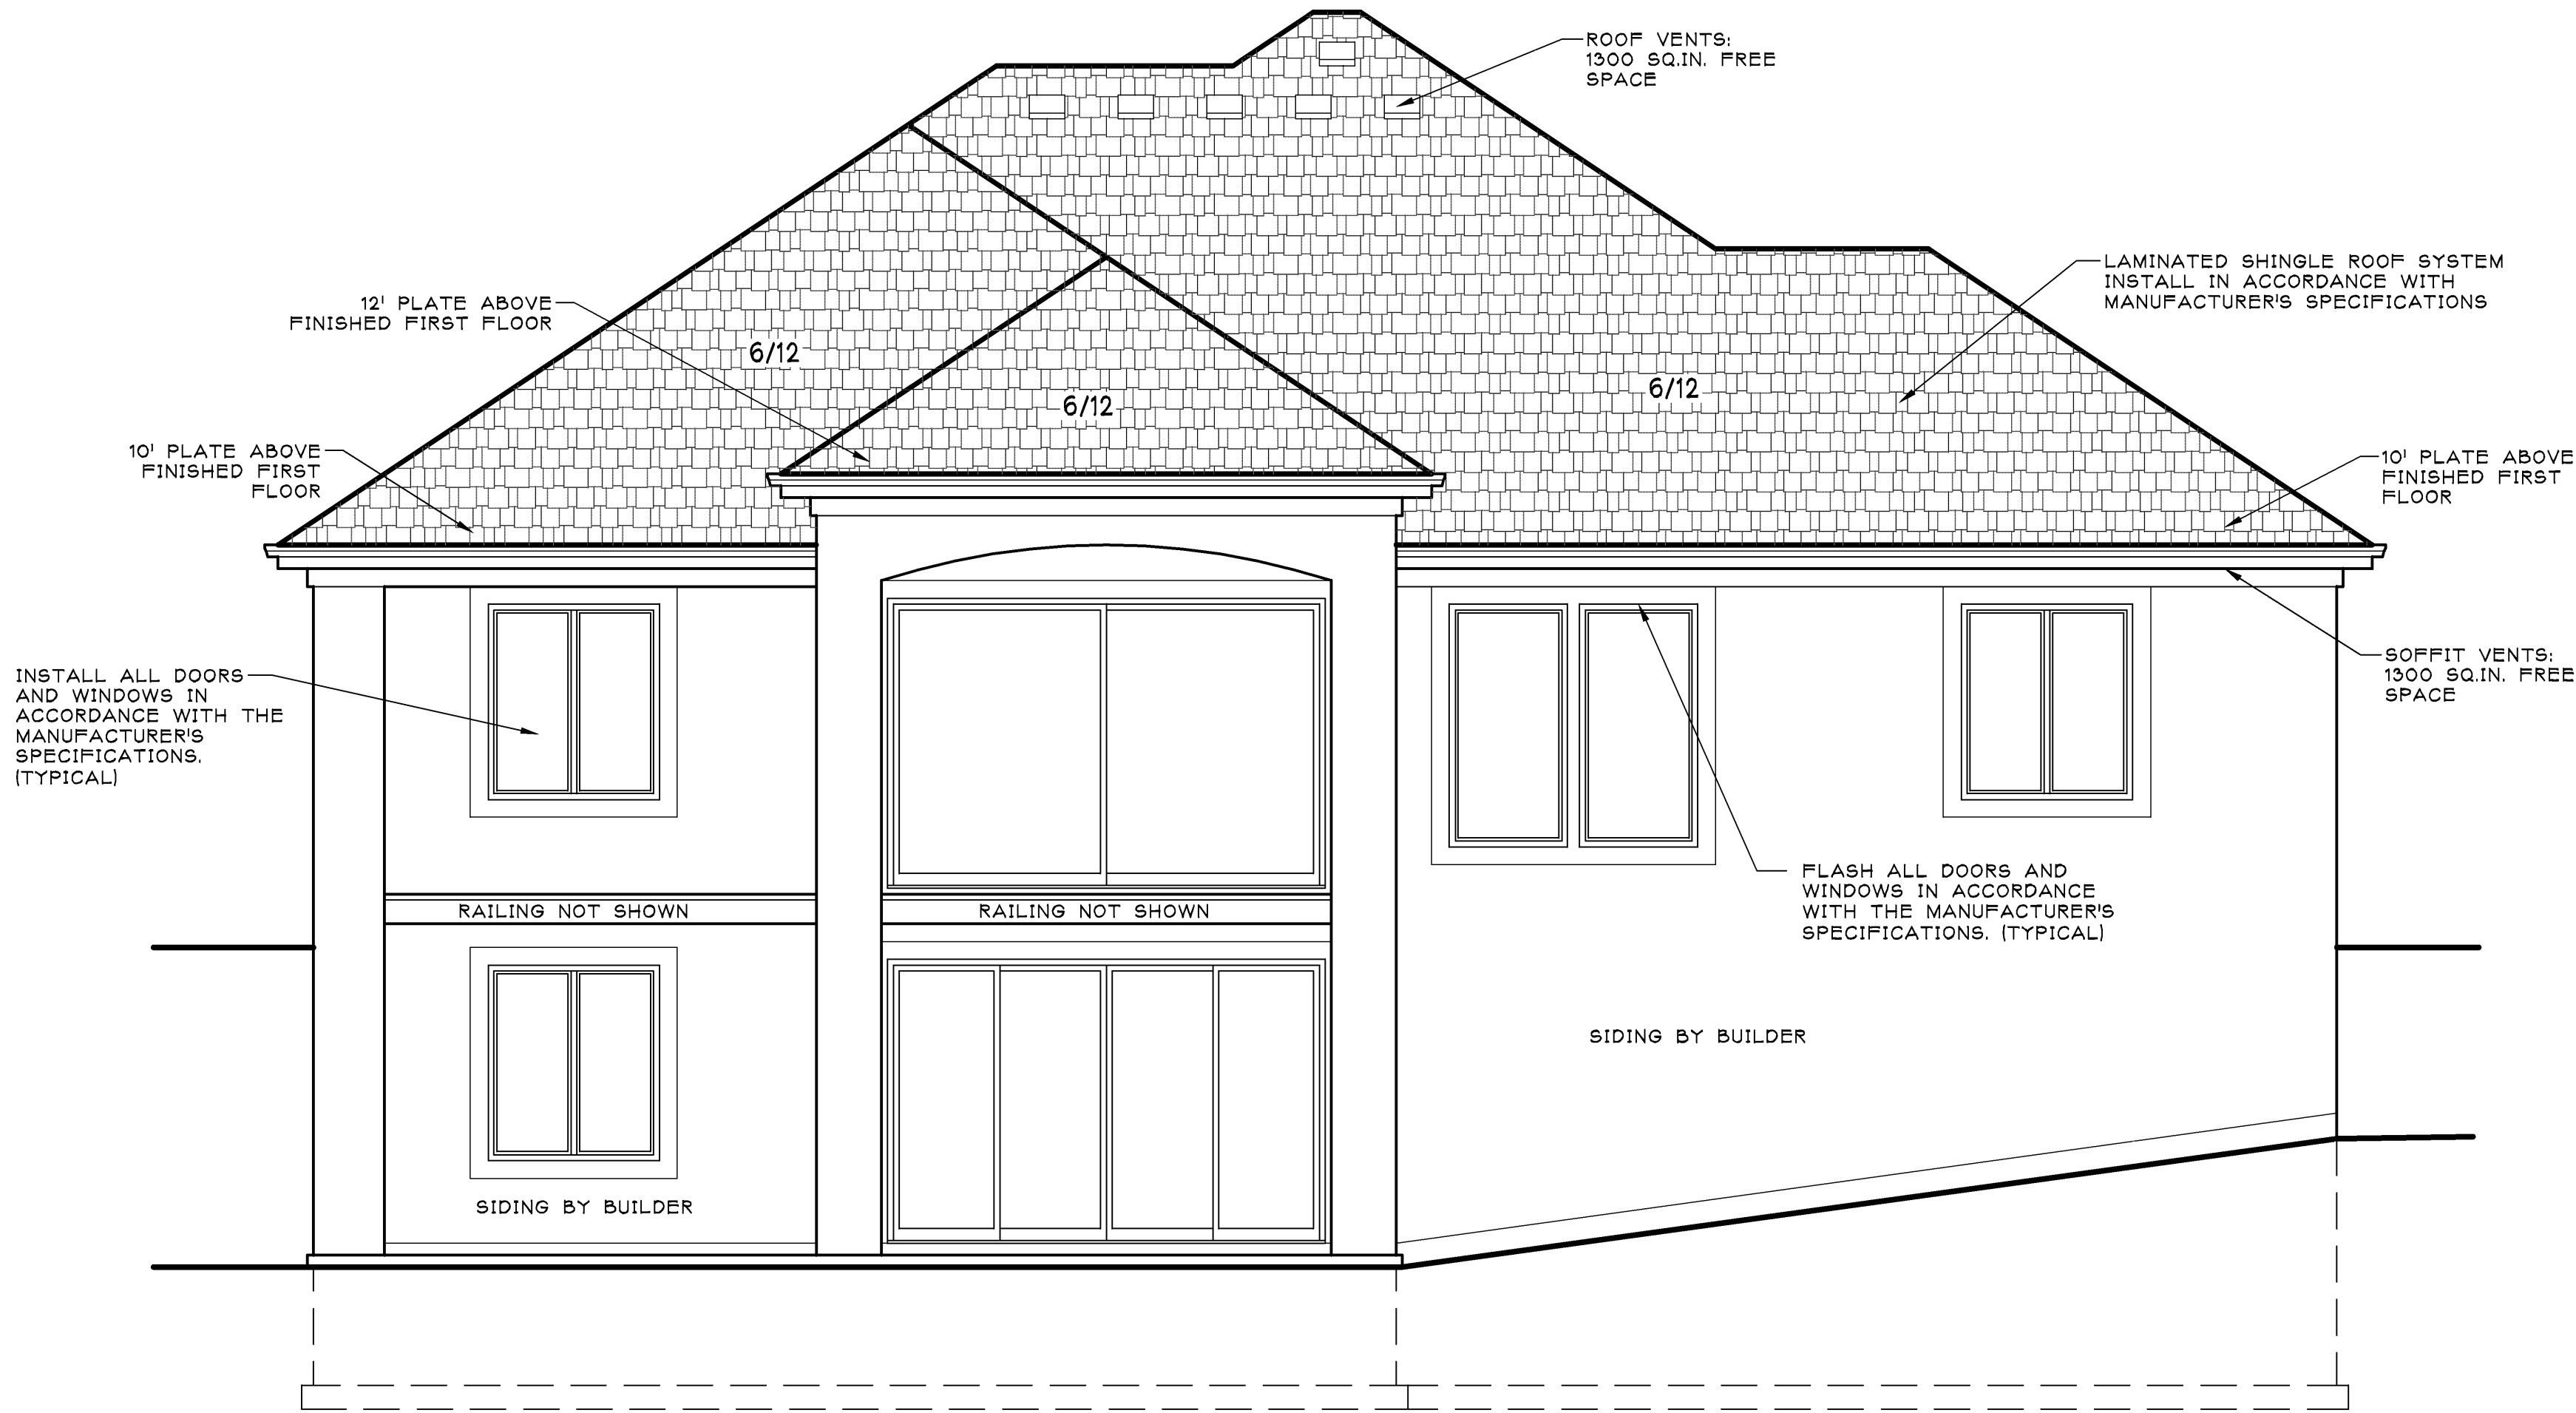 ROOF VENTS:
1300 SQ.IN. FREE
SPACE
LAMINATED SHINGLE ROOF SYSTEM
INSTALL IN ACCORDANCE WITH
MANUFACTURER'S SPECIFICATIONS
12' PLATE ABOVE
FINISHED FIRST FLOOR
6/12
6/12
6/12
10' PLATE ABOVE
FINISHED FIRST
FLOOR
10' PLATE ABOVE
FINISHED FIRST
FLOOR
SOFFIT VENTS:
1300 SQ.IN. FREE
SPACE
INSTALL ALL DOORS
AND WINDOWS IN
ACCORDANCE WITH THE
MANUFACTURER'S
SPECIFICATIONS.
(TYPICAL)
FLASH ALL DOORS AND
WINDOWS IN ACCORDANCE
WITH THE MANUFACTURER'S
SPECIFICATIONS. (TYPICAL)
RAILING NOT SHOWN
RAILING NOT SHOWN
SIDING BY BUILDER
SIDING BY BUILDER